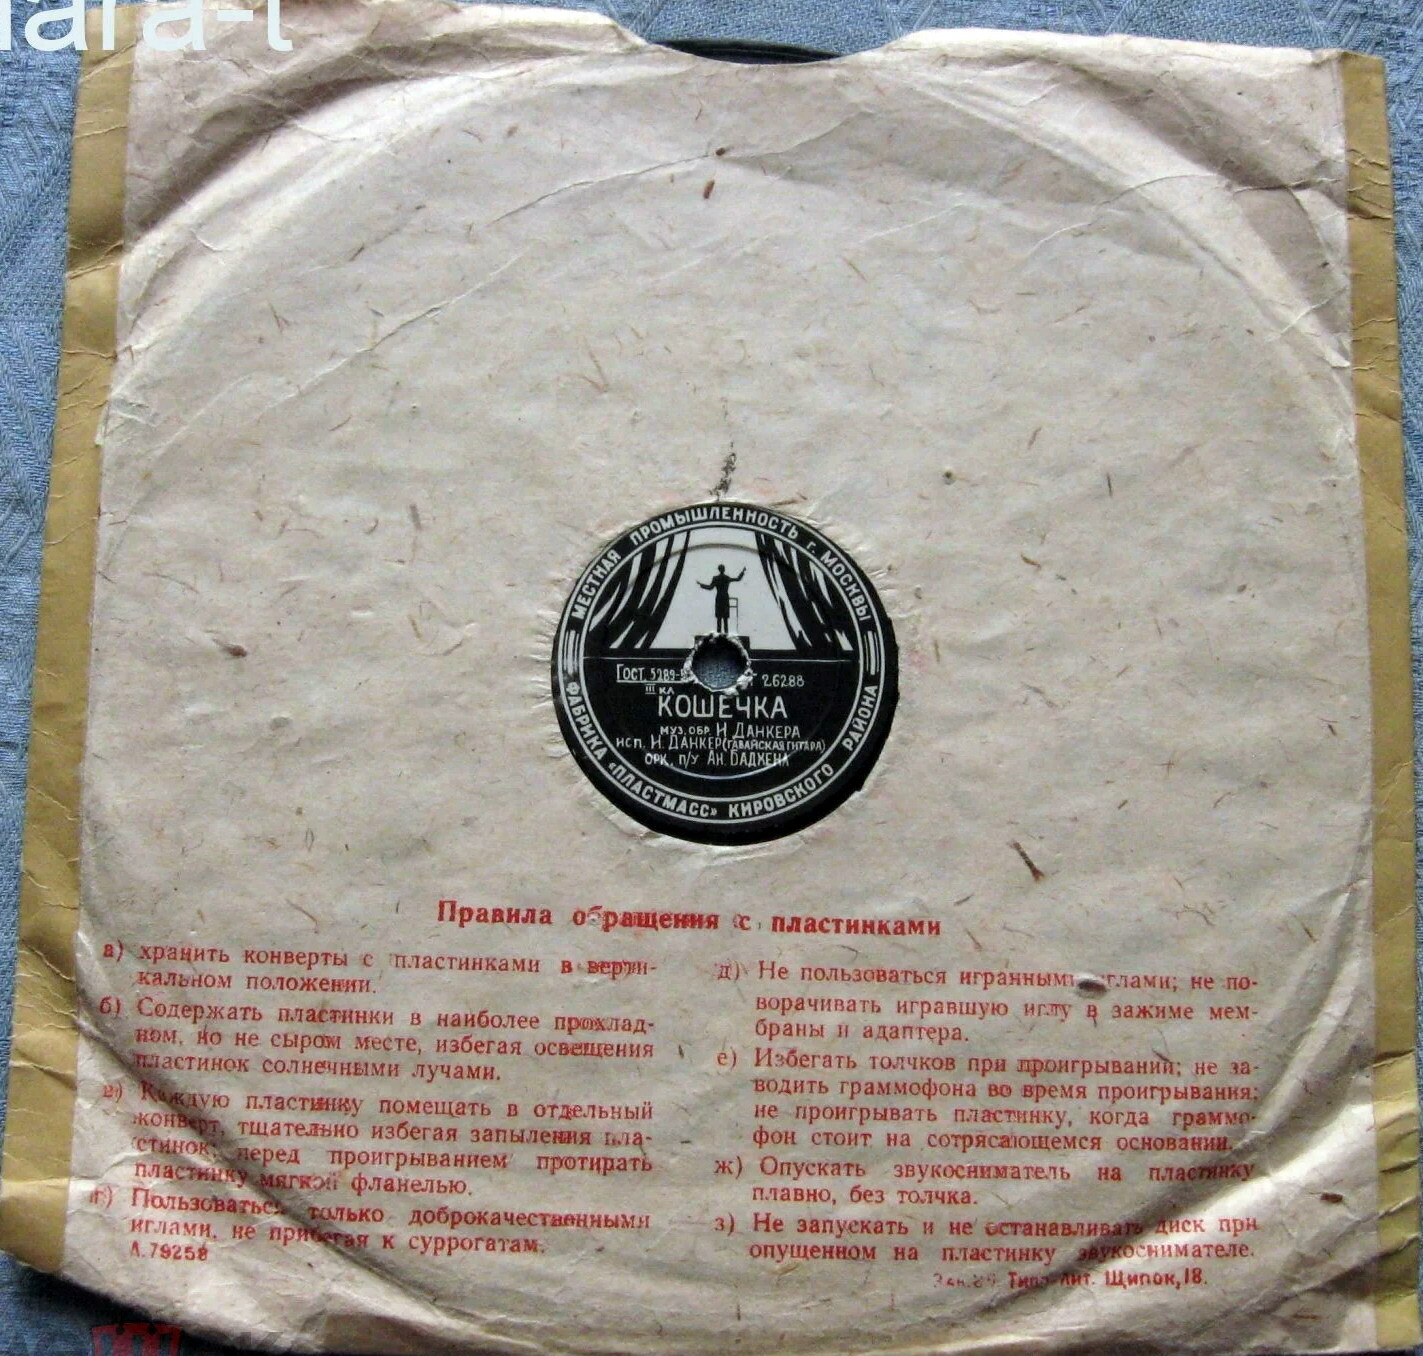 МЕСТНАЯ ПРОМЫШЛЕННОСТЬ г. МОСКВЫ
ГОСТ 5289-
26288
III КЛ
КОШЕЧКА
МУЗ. ОБР. И. ДАНКЕРА
ИСП. И. ДАНКЕР (ГАВАЙСКАЯ ГИТАРА)
ОРК. П/У АН. БАДХЕНА
ФАБРИКА «ПЛАСТМАСС» КИРОВСКОГО РАЙОНА
Правила обращения с пластинками
а) хранить конверты с пластинками в верти-
кальном положении.
б) Содержать пластинки в наиболее прохлад-
ном, но не сыром месте, избегая освещения
пластинок солнечными лучами.
в) Каждую пластинку помещать в отдельный
конверт, тщательно избегая запыления пла-
стинок, перед проигрыванием протирать
пластинку мягкой фланелью.
г) Пользоваться только доброкачественными
иглами, не прибегая к суррогатам.
Л.79258
д) Не пользоваться игранными иглами; не по-
ворачивать игравшую иглу в зажиме мем-
браны и адаптера.
е) Избегать толчков при проигрывании; не за-
водить граммофона во время проигрывания;
не проигрывать пластинку, когда граммо-
фон стоит на сотрясающемся основании.
ж) Опускать звукосниматель на пластинку
плавно, без толчка.
з) Не запускать и не останавливать диск при
опущенном на пластинку звукоснимателе.
Типо-лит. Щипок, 18.